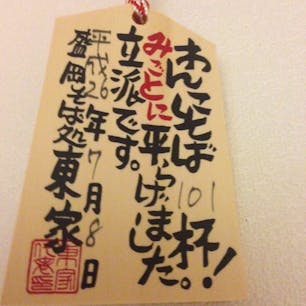 わんこそば101杯！
みごとに平らげました。
立派です。
平成26年7月8日
盛岡そば処東家
東家